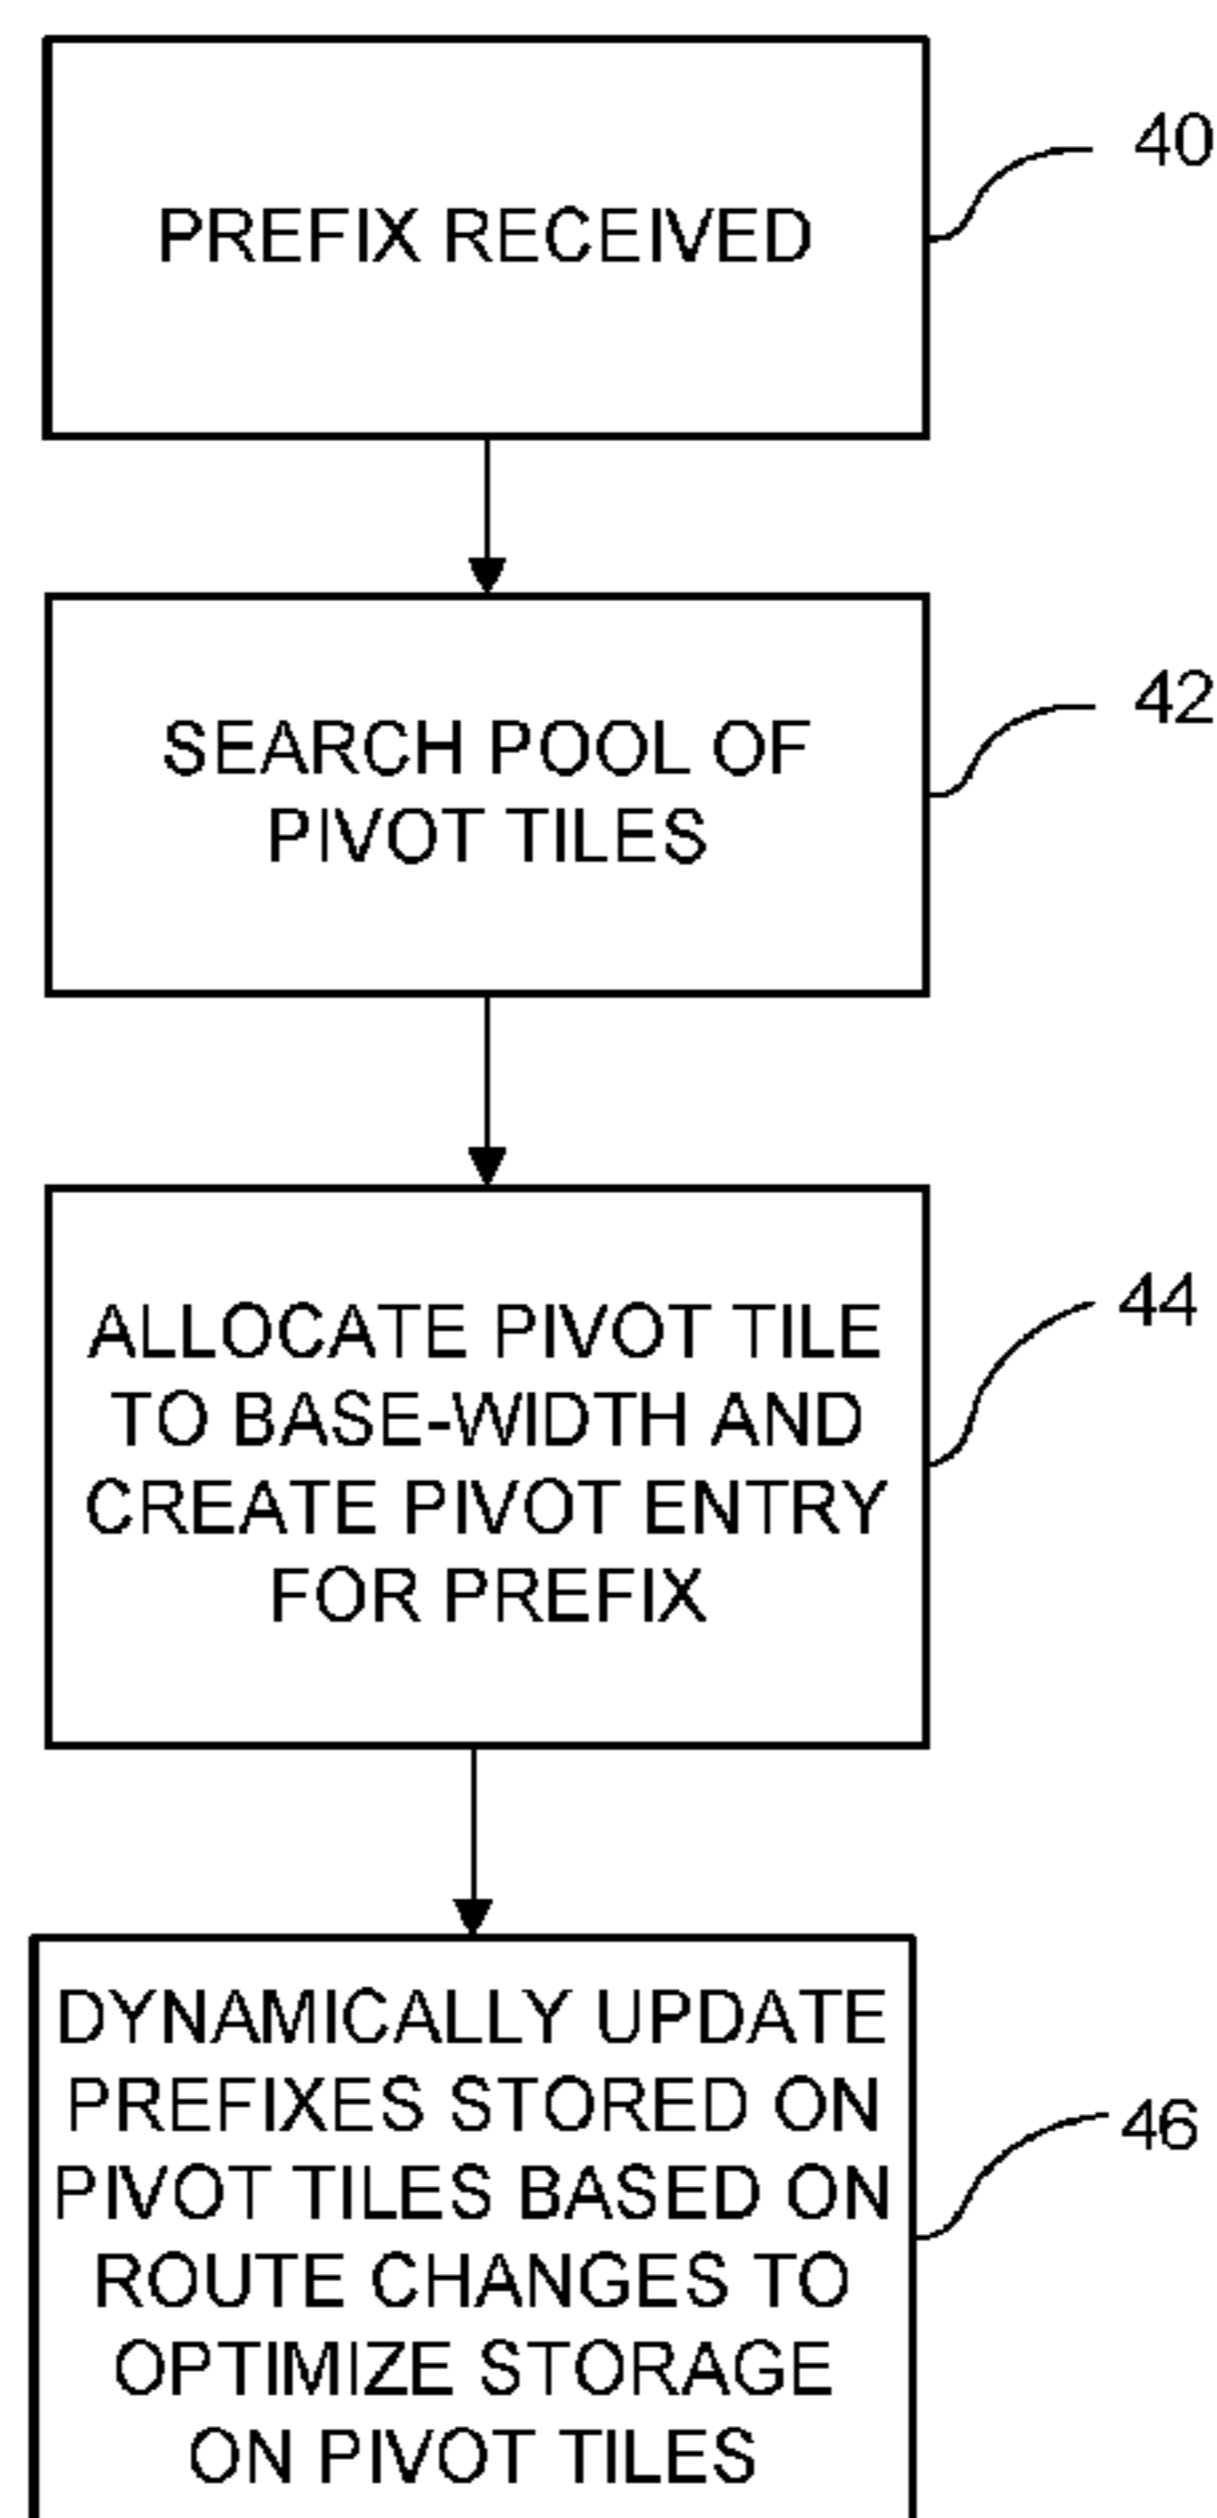 PREFIX RECEIVED
40
SEARCH POOL OF
PIVOT TILES
42
ALLOCATE PIVOT TILE
TO BASE-WIDTH AND
CREATE PIVOT ENTRY
FOR PREFIX
44
DYNAMICALLY UPDATE
PREFIXES STORED ON
PIVOT TILES BASED ON
ROUTE CHANGES TO
OPTIMIZE STORAGE
ON PIVOT TILES
46